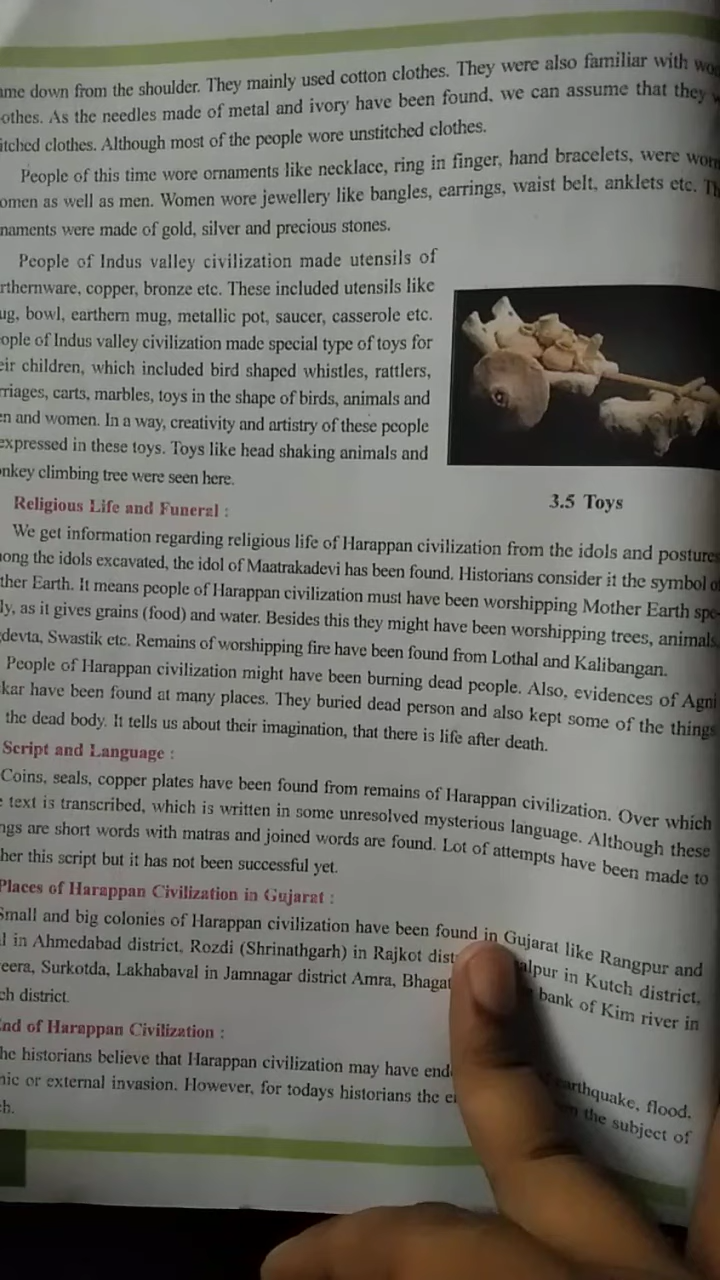 ame down from the shoulder. They mainly used cotton clothes. They were also familiar with
othes. As the needles made of metal and ivory have been found, we can assume that they
itched clothes. Although most of the people wore unstitched clothes.
People of this time wore ornaments like necklace, ring in finger, hand bracelets, were
omen as well as men. Women wore jewellery like bangles, earrings, waist belt, anklets etc.
naments were made of gold, silver and precious stones.
People of Indus valley civilization made utensils of
rthernware, copper, bronze etc. These included utensils like
ug, bowl, earthern mug, metallic pot, saucer, casserole etc.
ople of Indus valley civilization made special type of toys for
eir children, which included bird shaped whistles, rattlers,
rriages, carts, marbles, toys in the shape of birds, animals and
en and women. In a way, creativity and artistry of these people
expressed in these toys. Toys like head shaking animals and
onkey climbing tree were seen here.
3.5 Toys
Religious Life and Funeral :
We get information regarding religious life of Harappan civilization from the idols and postures
ong the idols excavated, the idol of Maatrakadevi has been found. Historians consider it the symbol of
ther Earth. It means people of Harappan civilization must have been worshipping Mother Earth spe-
ly, as it gives grains (food) and water. Besides this they might have been worshipping trees, animals,
gdevta, Swastik etc. Remains of worshipping fire have been found from Lothal and Kalibangan.
People of Harappan civilization might have been burning dead people. Also, evidences of Agni
kar have been found at many places. They buried dead person and also kept some of the things
the dead body. It tells us about their imagination, that there is life after death.
Script and Language :
Coins, seals, copper plates have been found from remains of Harappan civilization. Over which
e text is transcribed, which is written in some unresolved mysterious language. Although these
ngs are short words with matras and joined words are found. Lot of attempts have been made to
her this script but it has not been successful yet.
Places of Harappan Civilization in Gujarat :
Small and big colonies of Harappan civilization have been found in Gujarat like Rangpur and
l in Ahmedabad district, Rozdi (Shrinathgarh) in Rajkot dist alpur in Kutch district,
eera, Surkotda, Lakhabaval in Jamnagar district Amra, Bhagat bank of Kim river in
ch district.
End of Harappan Civilization :
he historians believe that Harappan civilization may have end earthquake, flood.
nic or external invasion. However, for todays historians the e the subject of
ch.